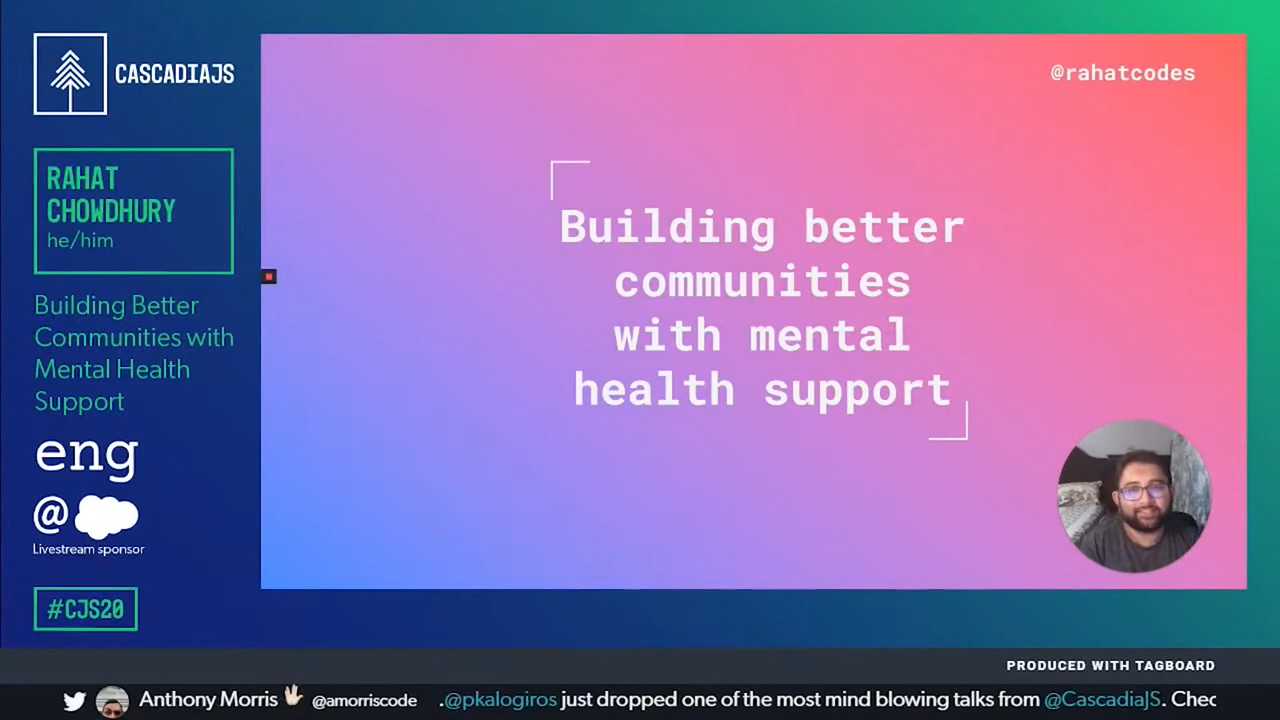 CASCADIAJS
RAHAT
CHOWDHURY
he/him
Building Better
Communities with
Mental Health
Support
eng
@
Livestream sponsor
#CJS20
@rahatcodes
Building better
communities
with mental
health support
PRODUCED WITH TAGBOARD
Anthony Morris🖖🏻 @amorriscode .@pkalogiros just dropped one of the most mind blowing talks from @CascadiaJS. Chec